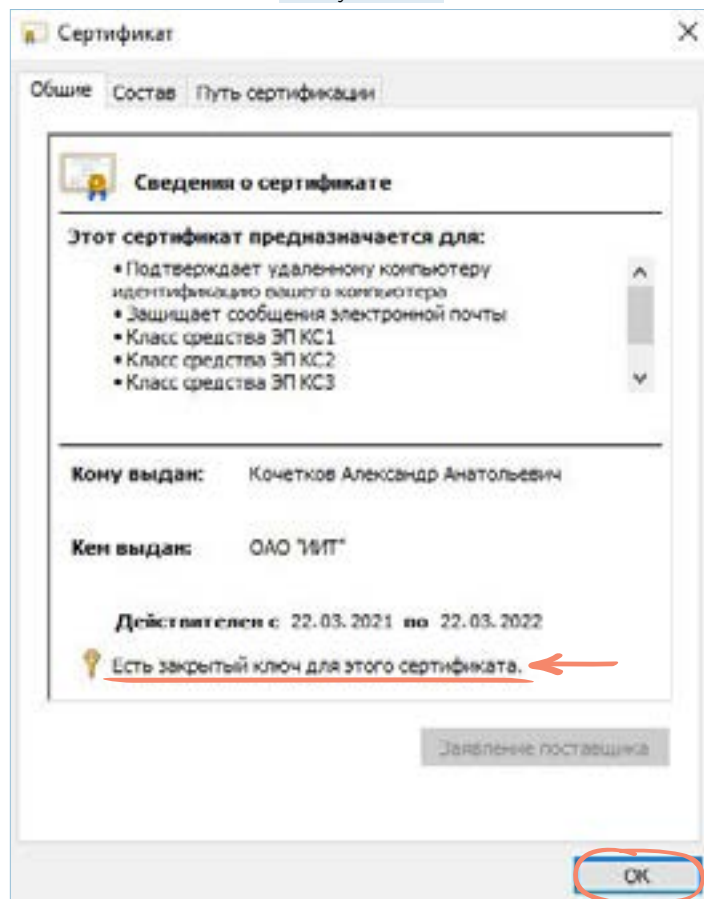 Сертификат
Общие Состав Путь сертификации
Сведения о сертификате
Этот сертификат предназначается для:
• Подтверждает удаленному компьютеру
идентификацию вашего компьютера
• Защищает сообщения электронной почты
• Класс средства ЭП КС1
• Класс средства ЭП КС2
• Класс средства ЭП КС3
Кому выдан: Кочетков Александр Анатольевич
Кем выдан: ОАО "ИИТ"
Действителен с 22.03.2021 по 22.03.2022
Есть закрытый ключ для этого сертификата.
Заявление поставщика
ОК